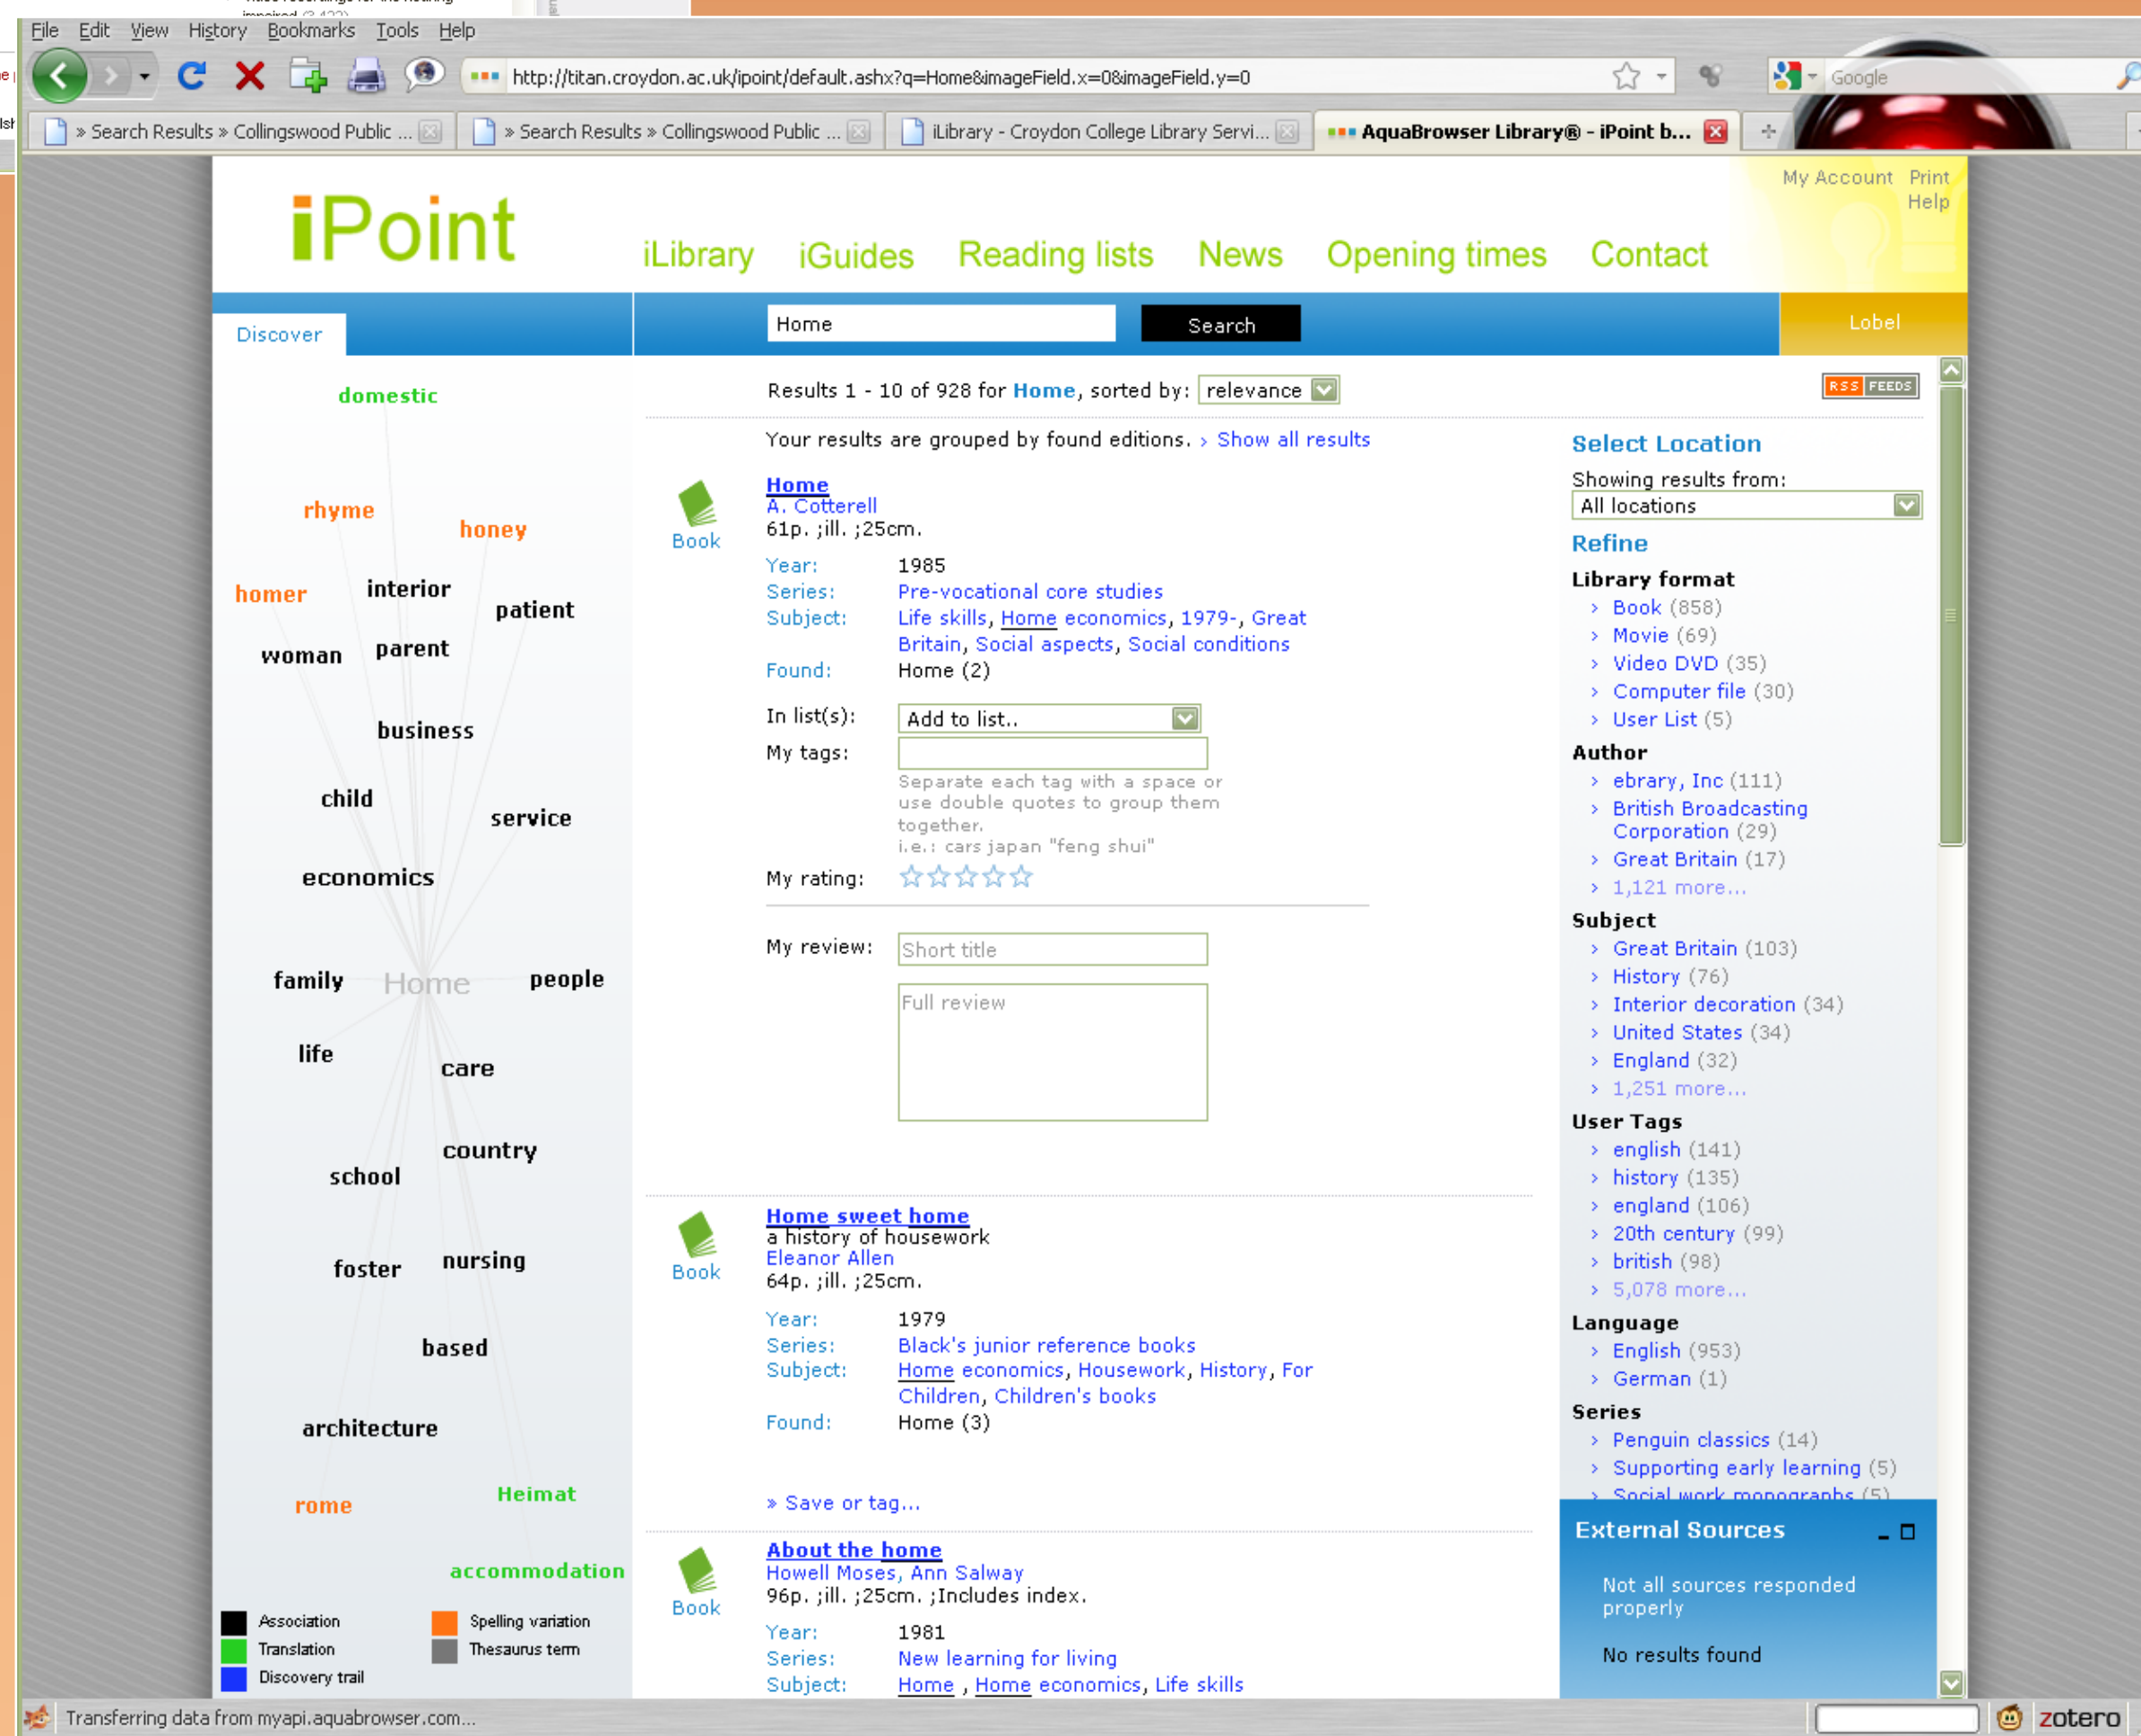 File Edit View History Bookmarks Tools Help
http://titan.croydon.ac.uk/ipoint/default.ashx?q=Home&imageField.x=0&imageField.y=0
Google
» Search Results » Collingswood Public ...
» Search Results » Collingswood Public ...
iLibrary - Croydon College Library Servi...
AquaBrowser Library® - iPoint b...
My Account Print
Help
iPoint
iLibrary iGuides Reading lists News Opening times Contact
Discover
Home
Search
Lobel
domestic
rhyme
honey
homer
interior
patient
woman
parent
business
child
service
economics
family
Home
people
life
care
country
school
foster
nursing
based
architecture
Heimat
rome
accommodation
Association
Spelling variation
Translation
Thesaurus term
Discovery trail
Results 1 - 10 of 928 for Home, sorted by: relevance
RSS FEEDS
Your results are grouped by found editions. › Show all results
Book
Home
A. Cotterell
61p. ;ill. ;25cm.
Year: 1985
Series: Pre-vocational core studies
Subject: Life skills, Home economics, 1979-, Great
Britain, Social aspects, Social conditions
Found: Home (2)
In list(s): Add to list..
My tags:
Separate each tag with a space or
use double quotes to group them
together.
i.e.: cars japan "feng shui"
My rating:
My review: Short title
Full review
Book
Home sweet home
a history of housework
Eleanor Allen
64p. ;ill. ;25cm.
Year: 1979
Series: Black's junior reference books
Subject: Home economics, Housework, History, For
Children, Children's books
Found: Home (3)
» Save or tag...
Book
About the home
Howell Moses, Ann Salway
96p. ;ill. ;25cm. ;Includes index.
Year: 1981
Series: New learning for living
Subject: Home , Home economics, Life skills
Select Location
Showing results from:
All locations
Refine
Library format
› Book (858)
› Movie (69)
› Video DVD (35)
› Computer file (30)
› User List (5)
Author
› ebrary, Inc (111)
› British Broadcasting
Corporation (29)
› Great Britain (17)
› 1,121 more...
Subject
› Great Britain (103)
› History (76)
› Interior decoration (34)
› United States (34)
› England (32)
› 1,251 more...
User Tags
› english (141)
› history (135)
› england (106)
› 20th century (99)
› british (98)
› 5,078 more...
Language
› English (953)
› German (1)
Series
› Penguin classics (14)
› Supporting early learning (5)
› Social work monographs (5)
External Sources
Not all sources responded
properly
No results found
Transferring data from myapi.aquabrowser.com...
zotero